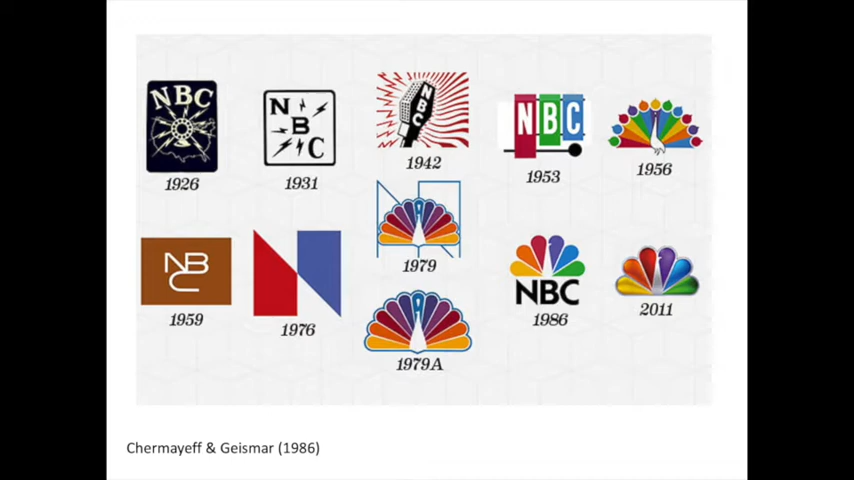 NBC
1926
N
B
C
1931
NBC
1942
NBC
1953
1956
NBC
1959
1976
1979
1979A
NBC
1986
2011
Chermayeff & Geismar (1986)